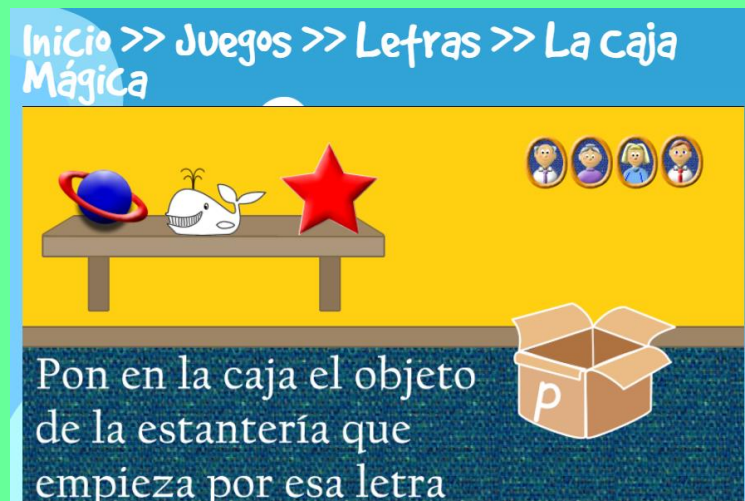 Inicio >> Juegos >> Letras >> La caja
Mágica
p
Pon en la caja el objeto
de la estantería que
empieza por esa letra